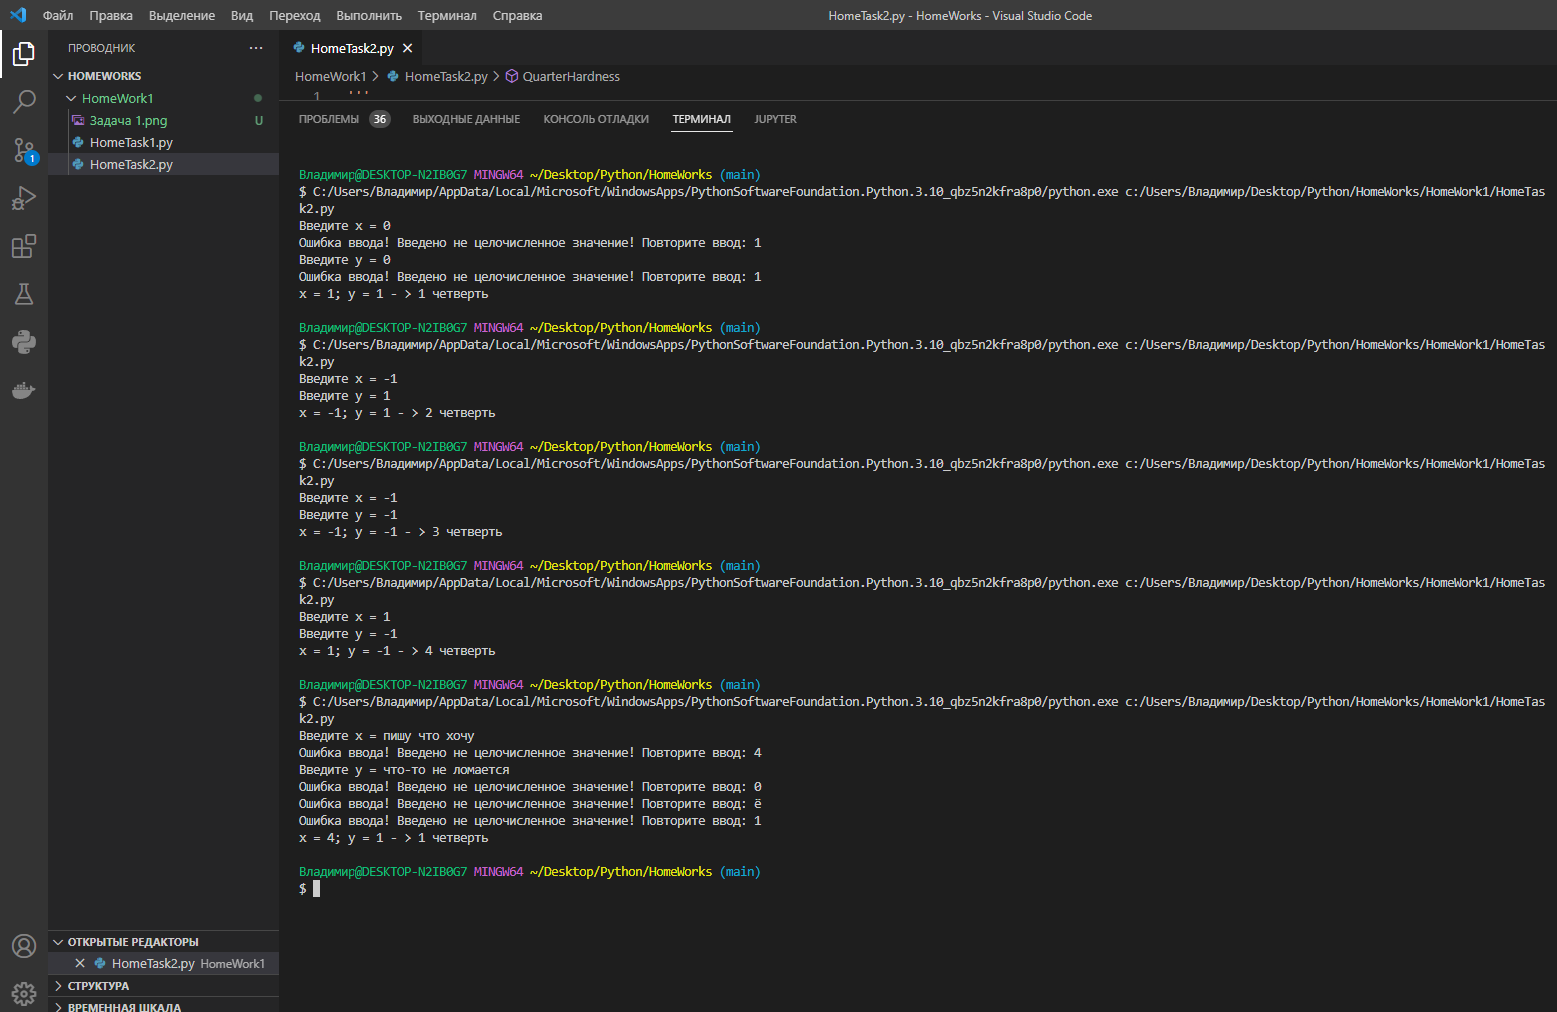 Файл Правка Выделение Вид Переход Выполнить Терминал Справка HomeTask2.py - HomeWorks - Visual Studio Code
ПРОВОДНИК ···
HOMEWORKS
HomeWork1
Задача 1.png U
HomeTask1.py
HomeTask2.py
1
ОТКРЫТЫЕ РЕДАКТОРЫ
HomeTask2.py HomeWork1
СТРУКТУРА
ВРЕМЕННАЯ ШКАЛА
HomeTask2.py
HomeWork1 > HomeTask2.py > QuarterHardness
1 '''
ПРОБЛЕМЫ 36 ВЫХОДНЫЕ ДАННЫЕ КОНСОЛЬ ОТЛАДКИ ТЕРМИНАЛ JUPYTER
Владимир@DESKTOP-N2IB0G7 MINGW64 ~/Desktop/Python/HomeWorks (main)
$ C:/Users/Владимир/AppData/Local/Microsoft/WindowsApps/PythonSoftwareFoundation.Python.3.10_qbz5n2kfra8p0/python.exe c:/Users/Владимир/Desktop/Python/HomeWorks/HomeWork1/HomeTas
k2.py
Введите x = 0
Ошибка ввода! Введено не целочисленное значение! Повторите ввод: 1
Введите y = 0
Ошибка ввода! Введено не целочисленное значение! Повторите ввод: 1
x = 1; y = 1 - > 1 четверть
Владимир@DESKTOP-N2IB0G7 MINGW64 ~/Desktop/Python/HomeWorks (main)
$ C:/Users/Владимир/AppData/Local/Microsoft/WindowsApps/PythonSoftwareFoundation.Python.3.10_qbz5n2kfra8p0/python.exe c:/Users/Владимир/Desktop/Python/HomeWorks/HomeWork1/HomeTas
k2.py
Введите x = -1
Введите y = 1
x = -1; y = 1 - > 2 четверть
Владимир@DESKTOP-N2IB0G7 MINGW64 ~/Desktop/Python/HomeWorks (main)
$ C:/Users/Владимир/AppData/Local/Microsoft/WindowsApps/PythonSoftwareFoundation.Python.3.10_qbz5n2kfra8p0/python.exe c:/Users/Владимир/Desktop/Python/HomeWorks/HomeWork1/HomeTas
k2.py
Введите x = -1
Введите y = -1
x = -1; y = -1 - > 3 четверть
Владимир@DESKTOP-N2IB0G7 MINGW64 ~/Desktop/Python/HomeWorks (main)
$ C:/Users/Владимир/AppData/Local/Microsoft/WindowsApps/PythonSoftwareFoundation.Python.3.10_qbz5n2kfra8p0/python.exe c:/Users/Владимир/Desktop/Python/HomeWorks/HomeWork1/HomeTas
k2.py
Введите x = 1
Введите y = -1
x = 1; y = -1 - > 4 четверть
Владимир@DESKTOP-N2IB0G7 MINGW64 ~/Desktop/Python/HomeWorks (main)
$ C:/Users/Владимир/AppData/Local/Microsoft/WindowsApps/PythonSoftwareFoundation.Python.3.10_qbz5n2kfra8p0/python.exe c:/Users/Владимир/Desktop/Python/HomeWorks/HomeWork1/HomeTas
k2.py
Введите x = пишу что хочу
Ошибка ввода! Введено не целочисленное значение! Повторите ввод: 4
Введите y = что-то не ломается
Ошибка ввода! Введено не целочисленное значение! Повторите ввод: 0
Ошибка ввода! Введено не целочисленное значение! Повторите ввод: ё
Ошибка ввода! Введено не целочисленное значение! Повторите ввод: 1
x = 4; y = 1 - > 1 четверть
Владимир@DESKTOP-N2IB0G7 MINGW64 ~/Desktop/Python/HomeWorks (main)
$